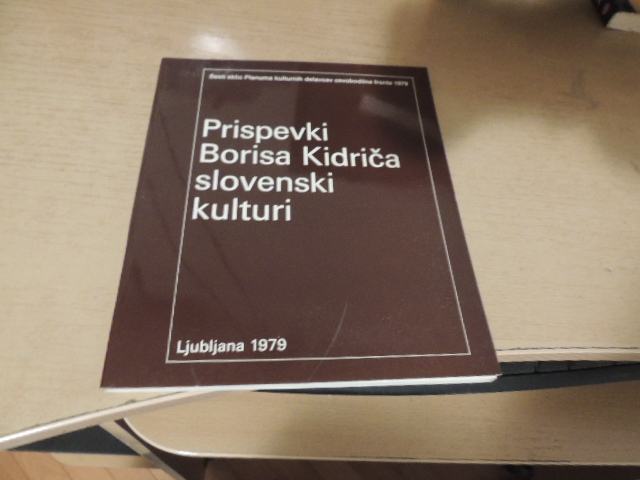 Šesti sklic Plenuma kulturnih delavcev osvobodilne fronte 1979
Prispevki
Borisa Kidriča
slovenski
kulturi
Ljubljana 1979